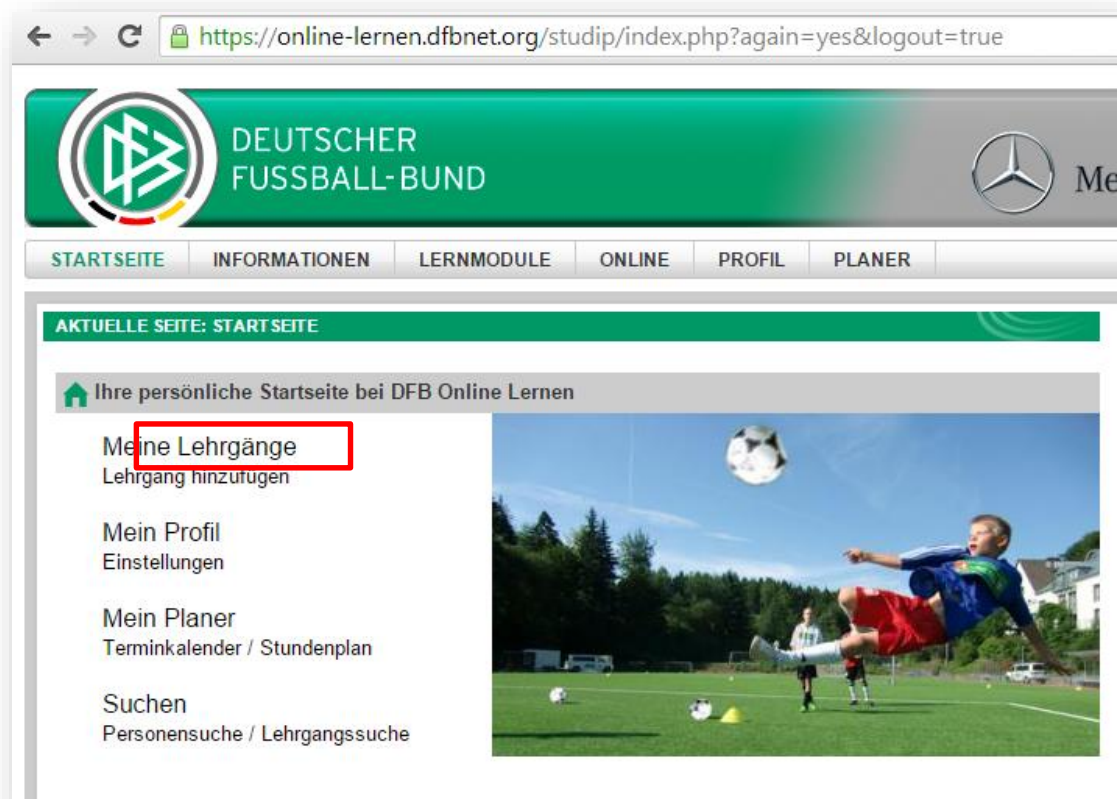 https://online-lernen.dfbnet.org/studip/index.php?again=yes&logout=true
DFB
DEUTSCHER
FUSSBALL-BUND
Me
STARTSEITE INFORMATIONEN LERNMODULE ONLINE PROFIL PLANER
AKTUELLE SEITE: STARTSEITE
Ihre persönliche Startseite bei DFB Online Lernen
Meine Lehrgänge
Lehrgang hinzufügen
Mein Profil
Einstellungen
Mein Planer
Terminkalender / Stundenplan
Suchen
Personensuche / Lehrgangssuche